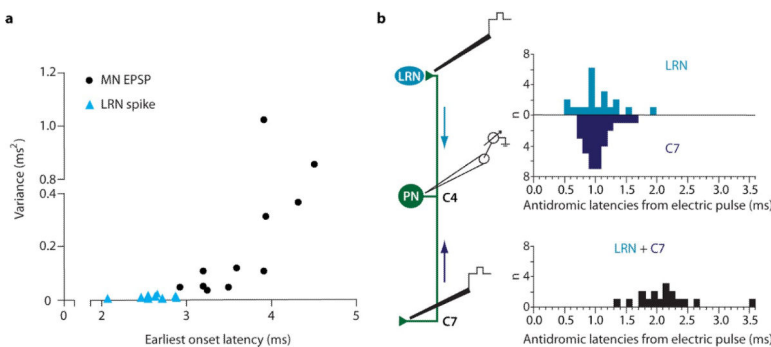 a
1.2
1.0
0.8
0.4
0.2
0
Variance (ms²)
MN EPSP
LRN spike
0 2 3 4 5
Earliest onset latency (ms)
b
LRN
PN
C4
C7
8
4
0
4
8
n
LRN
C7
0.0 0.5 1.0 1.5 2.0 2.5 3.0 3.5
Antidromic latencies from electric pulse (ms)
LRN + C7
8
4
0
n
0.0 0.5 1.0 1.5 2.0 2.5 3.0 3.5
Antidromic latencies from electric pulse (ms)